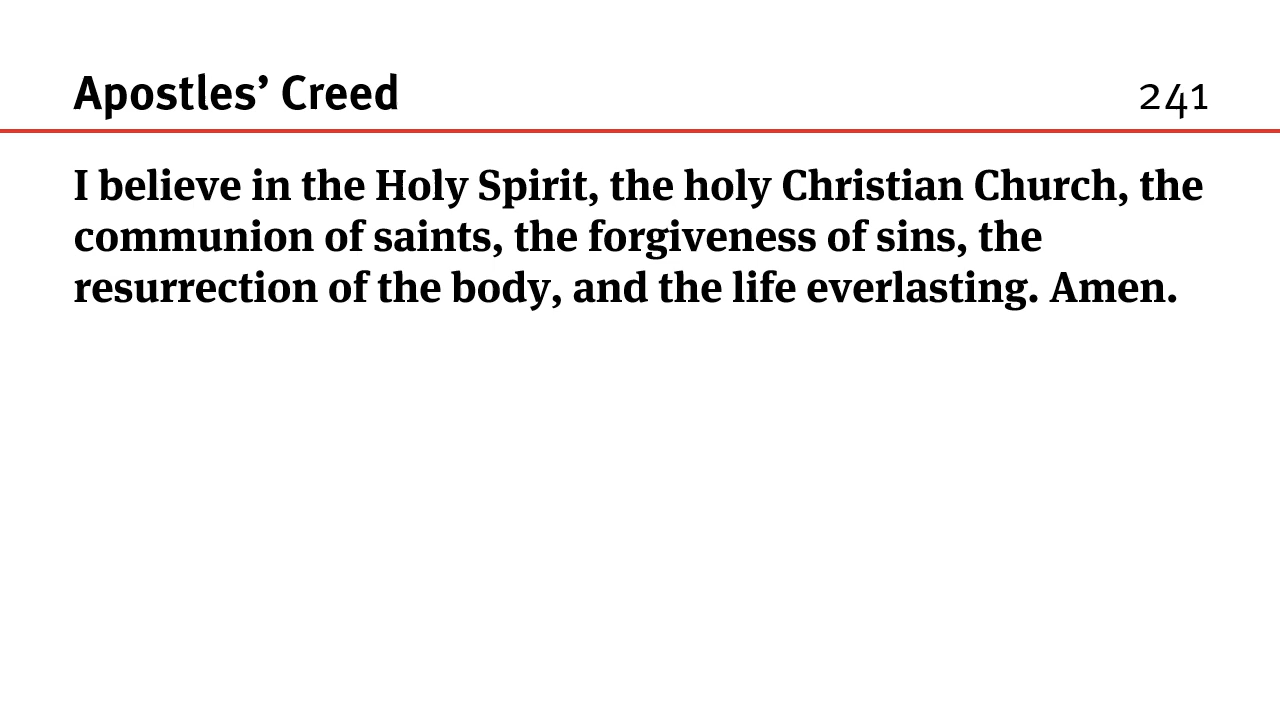 Apostles’ Creed 241
I believe in the Holy Spirit, the holy Christian Church, the
communion of saints, the forgiveness of sins, the
resurrection of the body, and the life everlasting. Amen.